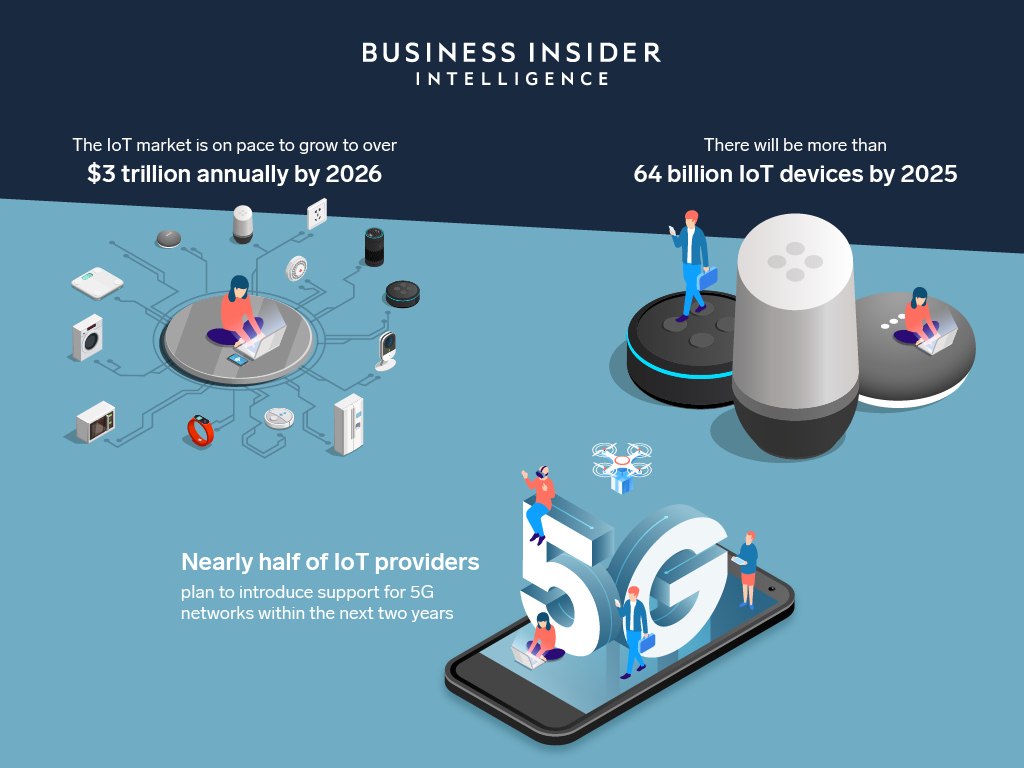 BUSINESS INSIDER
INTELLIGENCE
The IoT market is on pace to grow to over
$3 trillion annually by 2026
There will be more than
64 billion IoT devices by 2025
Nearly half of IoT providers
plan to introduce support for 5G
networks within the next two years
5G